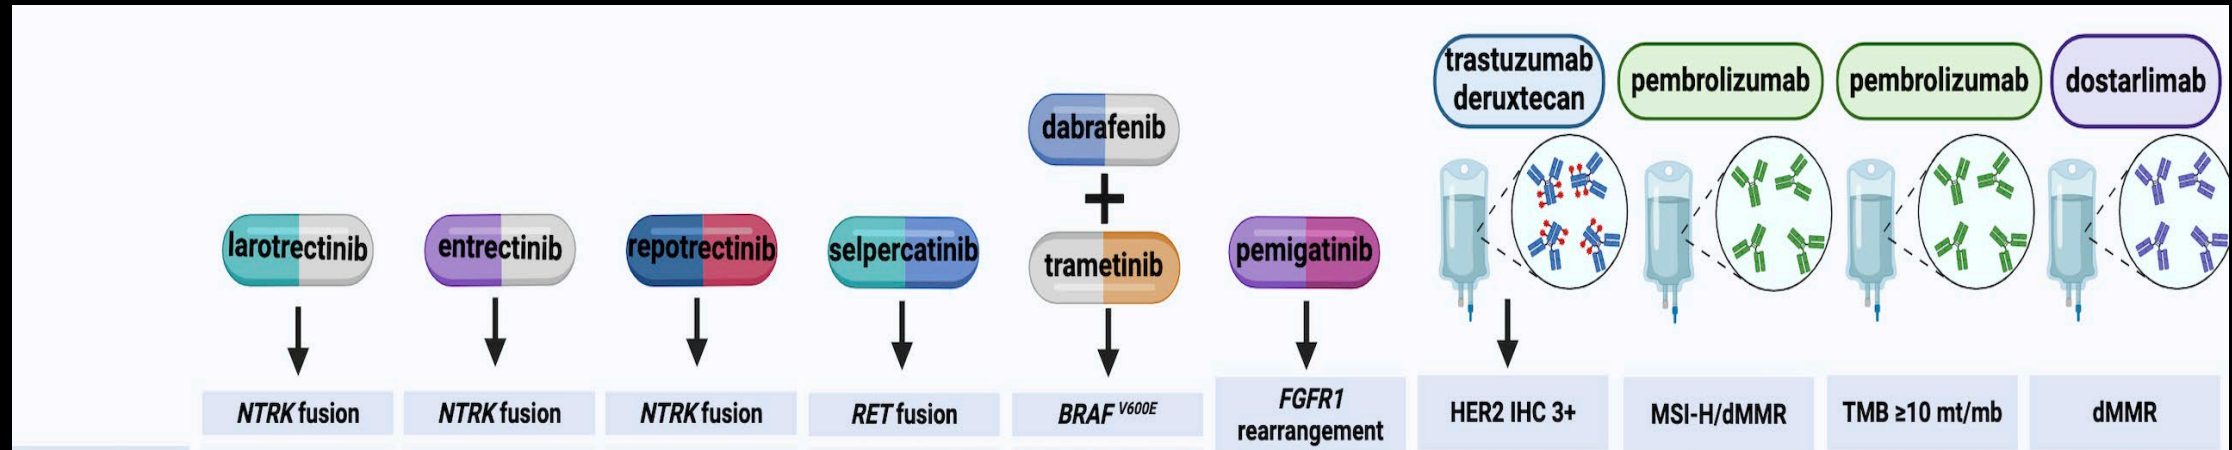 trastuzumab
deruxtecan
pembrolizumab
pembrolizumab
dostarlimab
dabrafenib
+
larotrectinib
entrectinib
repotrectinib
selpercatinib
trametinib
pemigatinib
NTRK fusion
NTRK fusion
NTRK fusion
RET fusion
BRAF V600E
FGFR1
rearrangement
HER2 IHC 3+
MSI-H/dMMR
TMB ≥10 mt/mb
dMMR